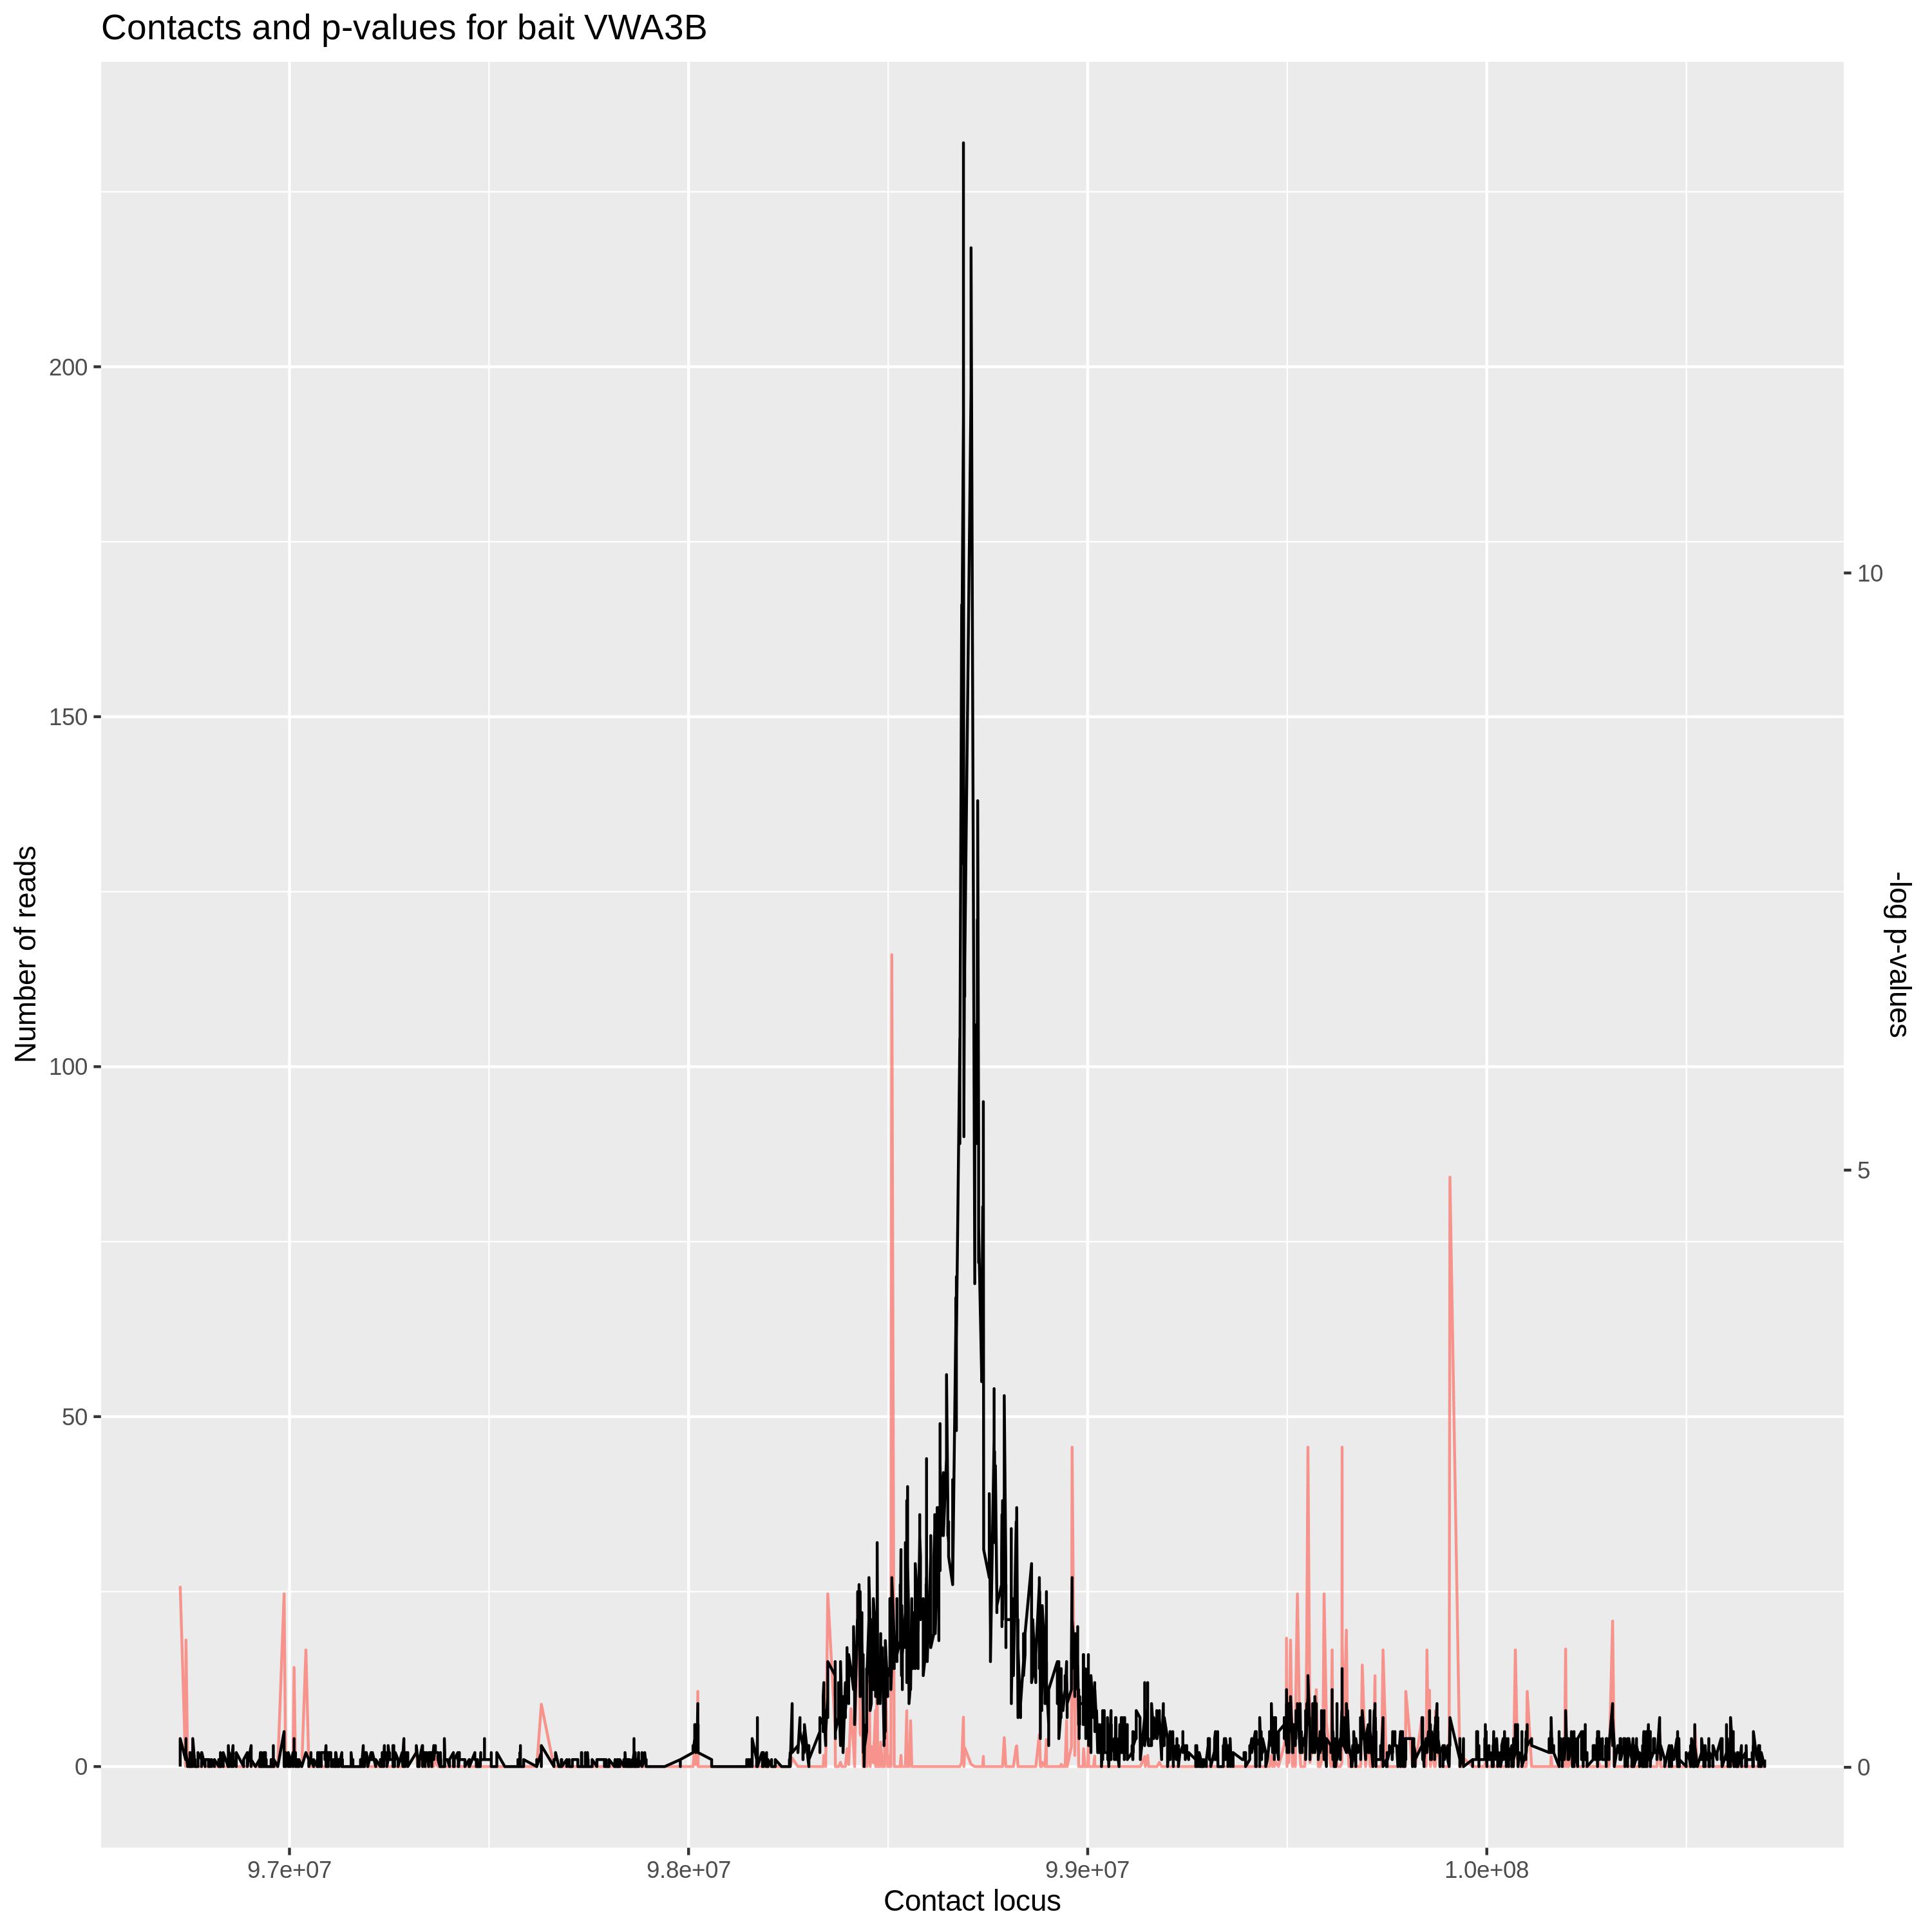 Contacts and p-values for bait VWA3B
200
150
100
50
0
Number of reads
10
5
0
-log p-values
9.7e+07
9.8e+07
9.9e+07
1.0e+08
Contact locus